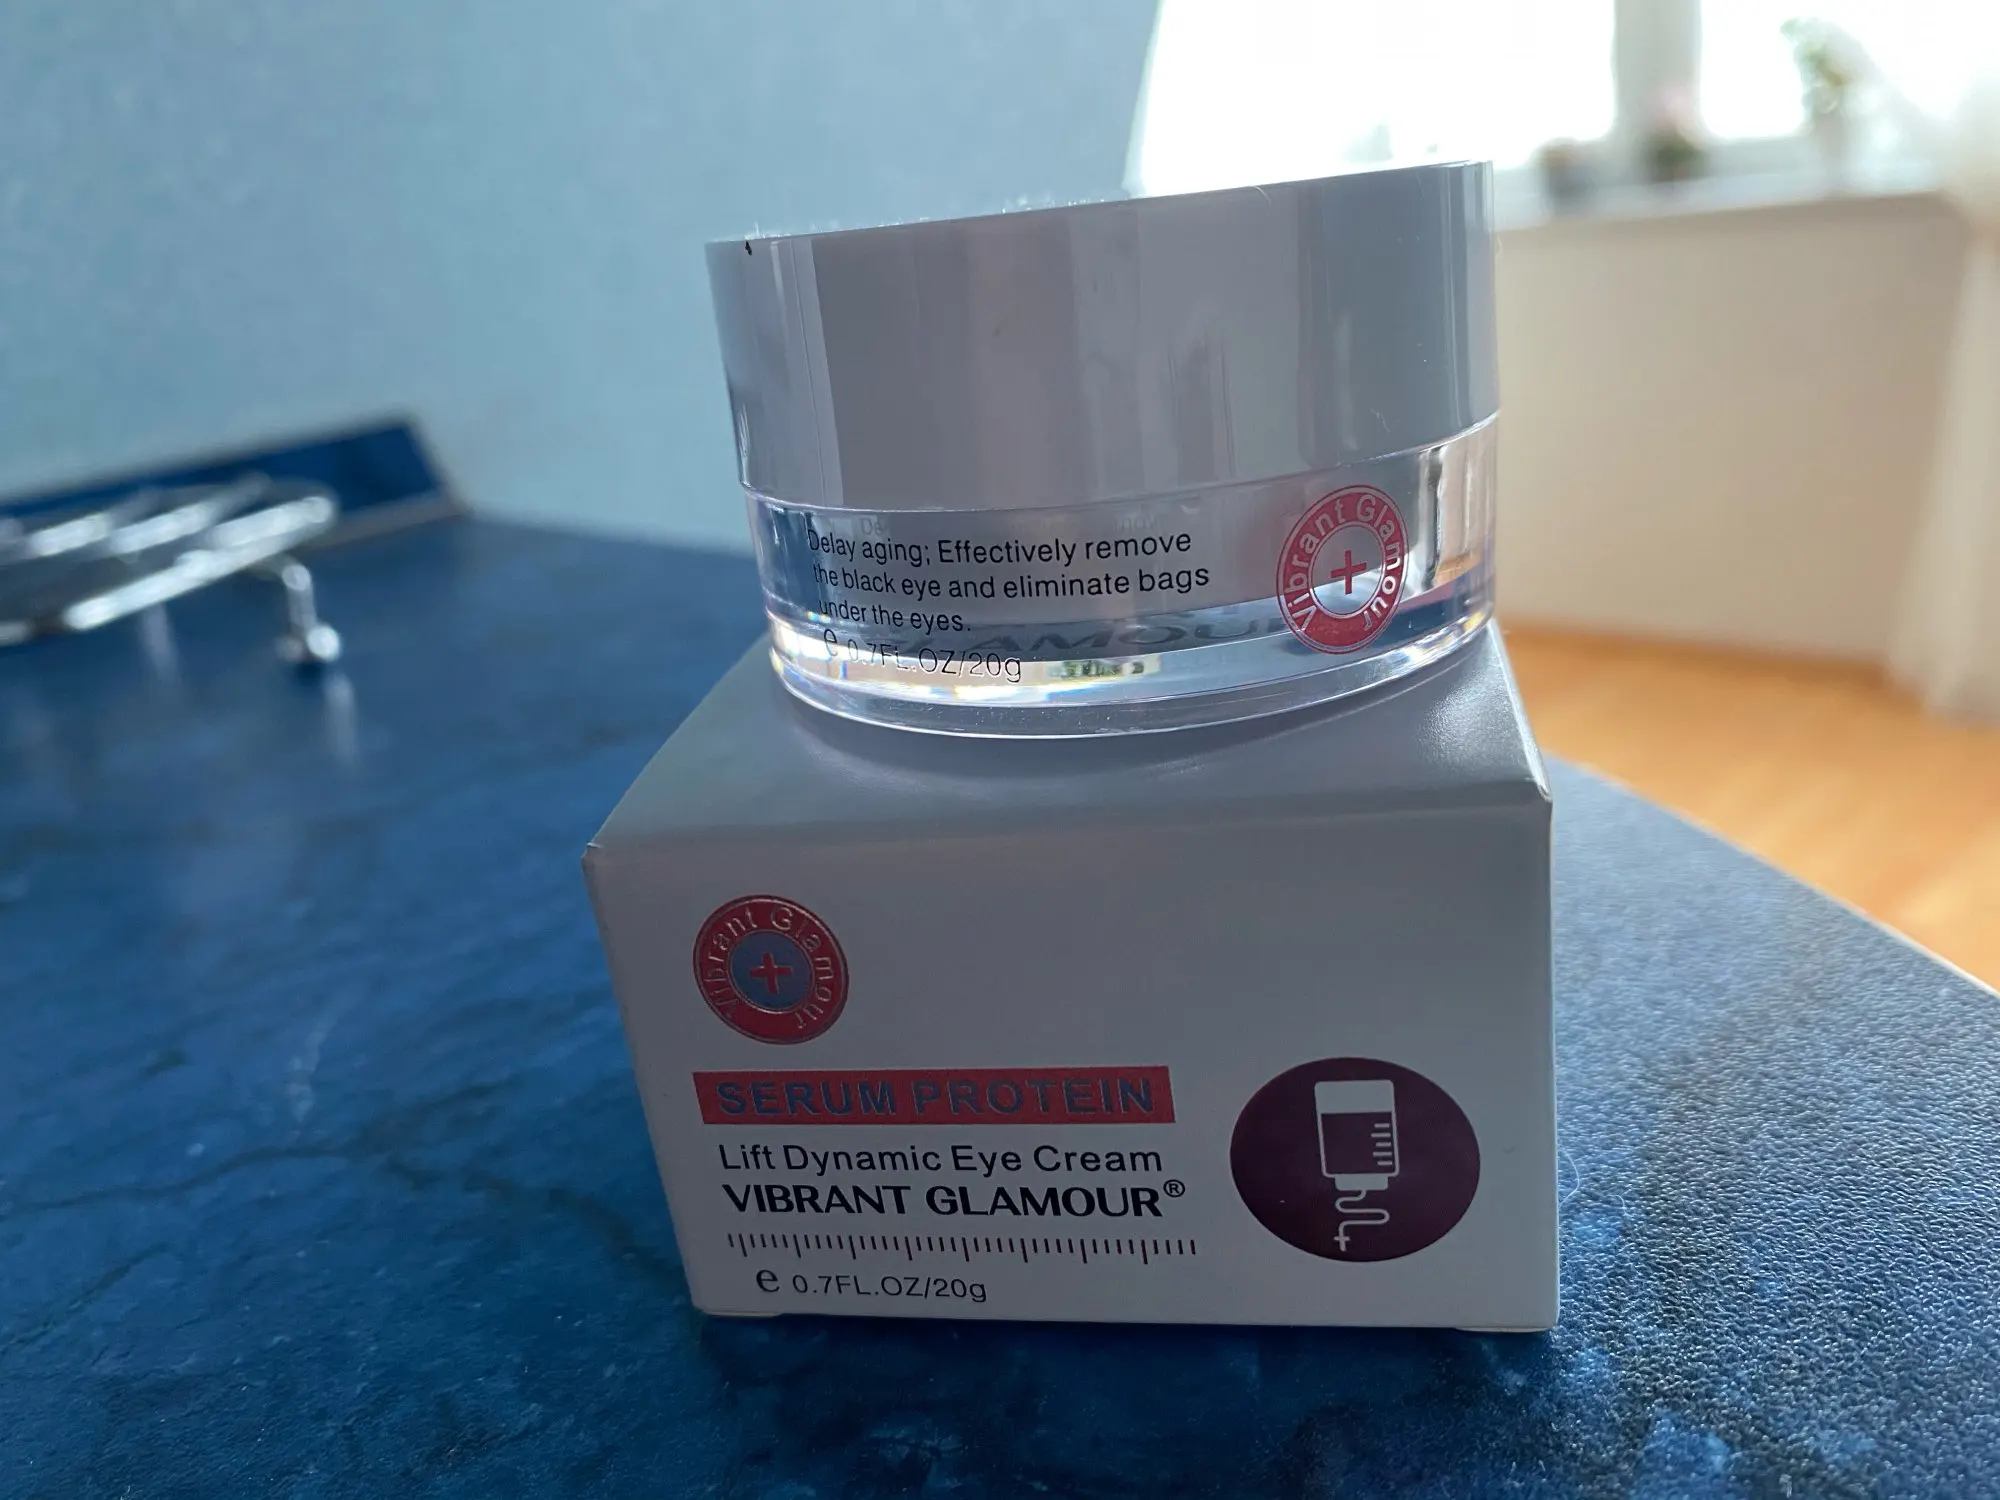 Delay aging; Effectively remove
the black eye and eliminate bags
under the eyes.
e 0.7FL.OZ/20g
Vibrant Glamour
GLAMOUR
Vibrant Glamour
SERUM PROTEIN
Lift Dynamic Eye Cream
VIBRANT GLAMOUR®
e 0.7FL.OZ/20g